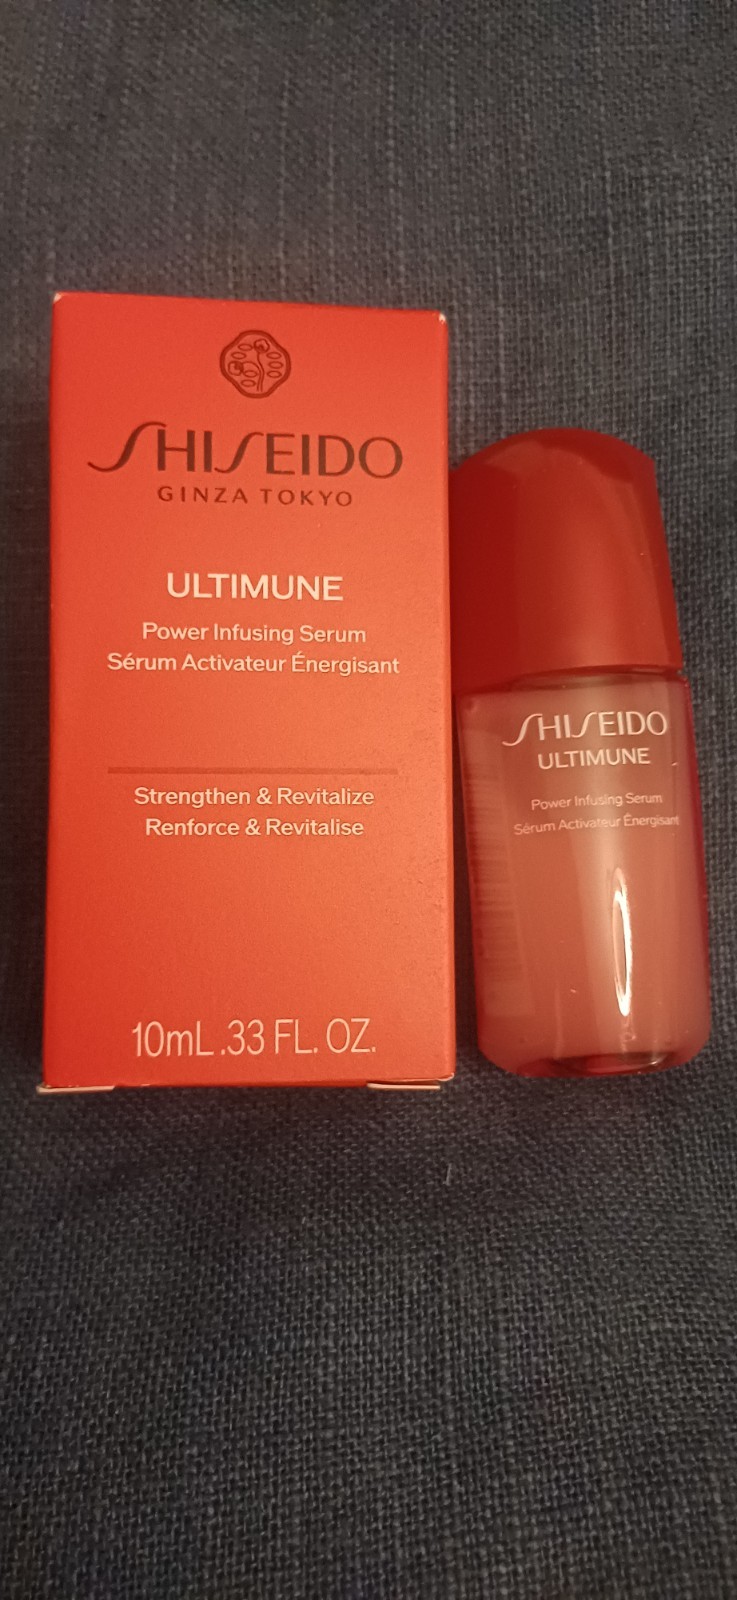 SHISEIDO
GINZA TOKYO
ULTIMUNE
Power Infusing Serum
Sérum Activateur Énergisant
Strengthen & Revitalize
Renforce & Revitalise
10mL .33 FL. OZ.
SHISEIDO
ULTIMUNE
Power Infusing Serum
Sérum Activateur Énergisant